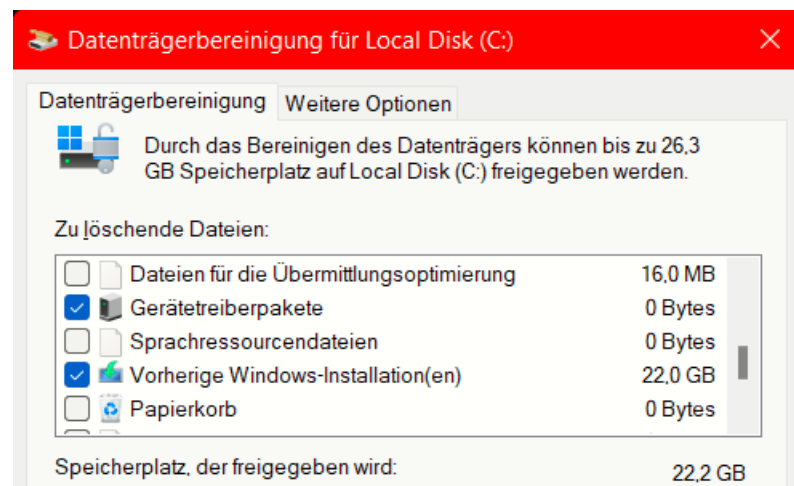 Datenträgerbereinigung für Local Disk (C:)
Datenträgerbereinigung Weitere Optionen
Durch das Bereinigen des Datenträgers können bis zu 26,3
GB Speicherplatz auf Local Disk (C:) freigegeben werden.
Zu löschende Dateien:
Dateien für die Übermittlungsoptimierung 16,0 MB
Gerätetreiberpakete 0 Bytes
Sprachressourcendateien 0 Bytes
Vorherige Windows-Installation(en) 22,0 GB
Papierkorb 0 Bytes
Speicherplatz, der freigegeben wird: 22,2 GB